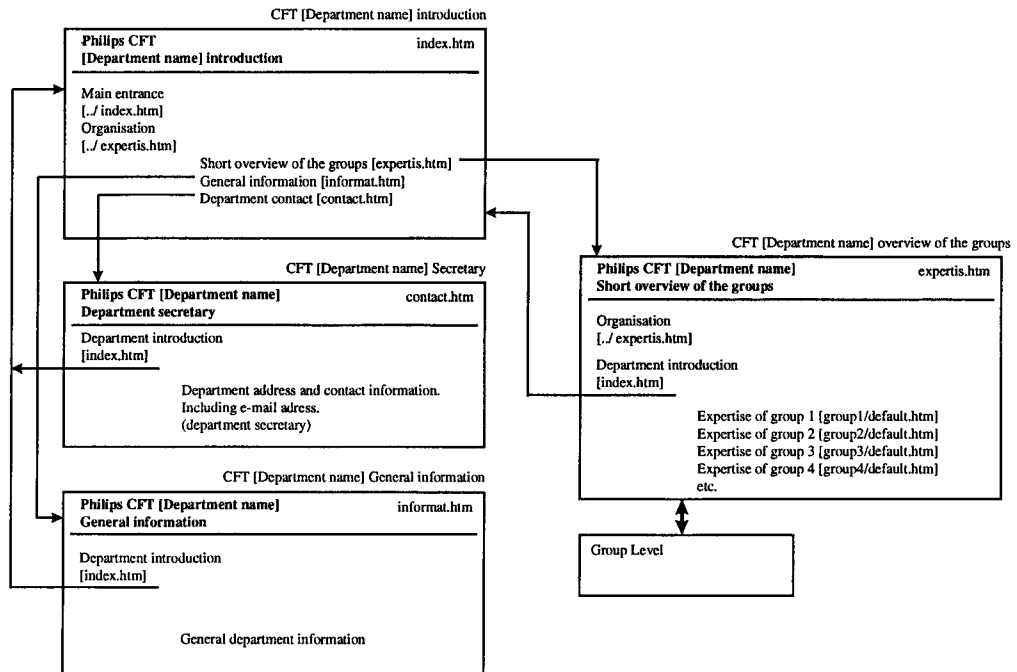 CFT [Department name] introduction
Philips CFT
index.htm
[Department name] introduction
Main entrance
[../ index.htm]
Organisation
[../ expertis.htm]
Short overview of the groups [expertis.htm]
General information [informat.htm]
Department contact [contact.htm]
CFT [Department name] Secretary
Philips CFT [Department name]
contact.htm
Department secretary
Department introduction
[index.htm]
Department address and contact information.
Including e-mail adress.
(department secretary)
CFT [Department name] General information
Philips CFT [Department name]
informat.htm
General information
Department introduction
[index.htm]
General department information
CFT [Department name] overview of the groups
Philips CFT [Department name]
expertis.htm
Short overview of the groups
Organisation
[../ expertis.htm]
Department introduction
[index.htm]
Expertise of group 1 [group1/default.htm]
Expertise of group 2 [group2/default.htm]
Expertise of group 3 [group3/default.htm]
Expertise of group 4 [group4/default.htm]
etc.
Group Level